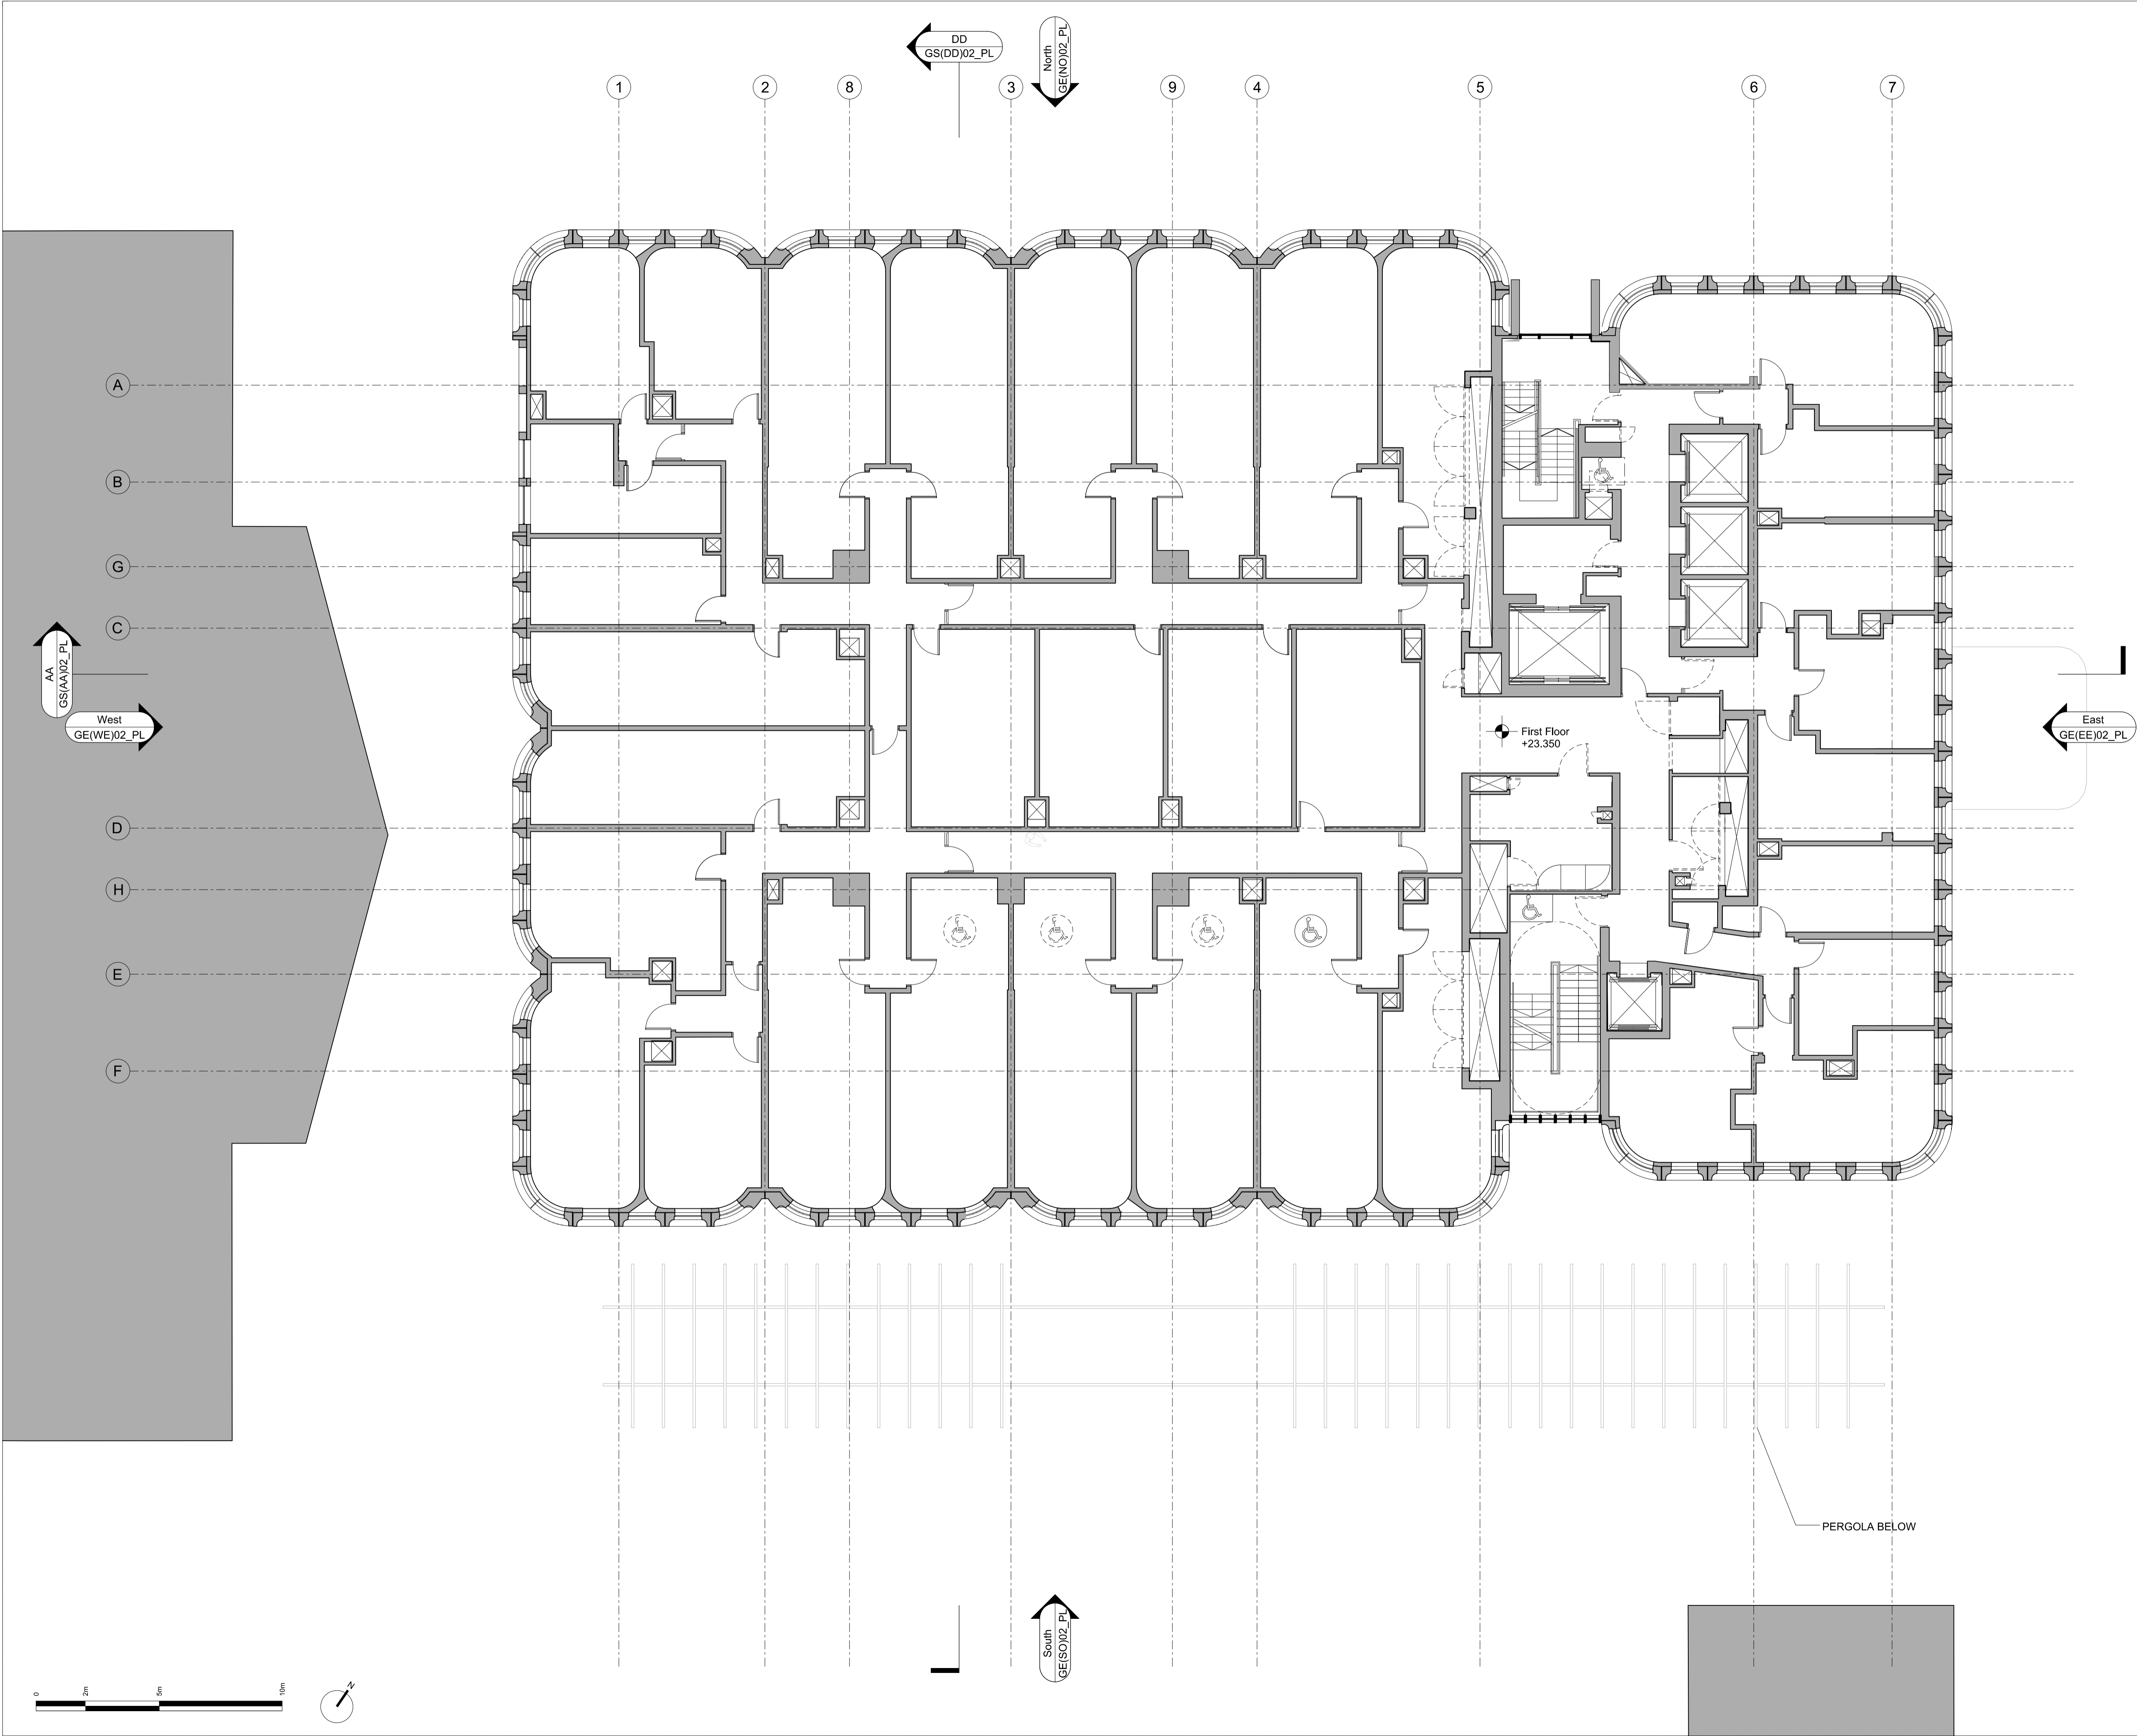 DD
GS(DD)02_PL
North
GE(NO)02_PL
1
2
8
3
9
4
5
6
7
A
B
G
C
AA
GS(AA)02_PL
West
GE(WE)02_PL
First Floor
+23.350
East
GE(EE)02_PL
D
H
E
F
PERGOLA BELOW
South
GE(SO)02_PL
0
2m
5m
10m
N